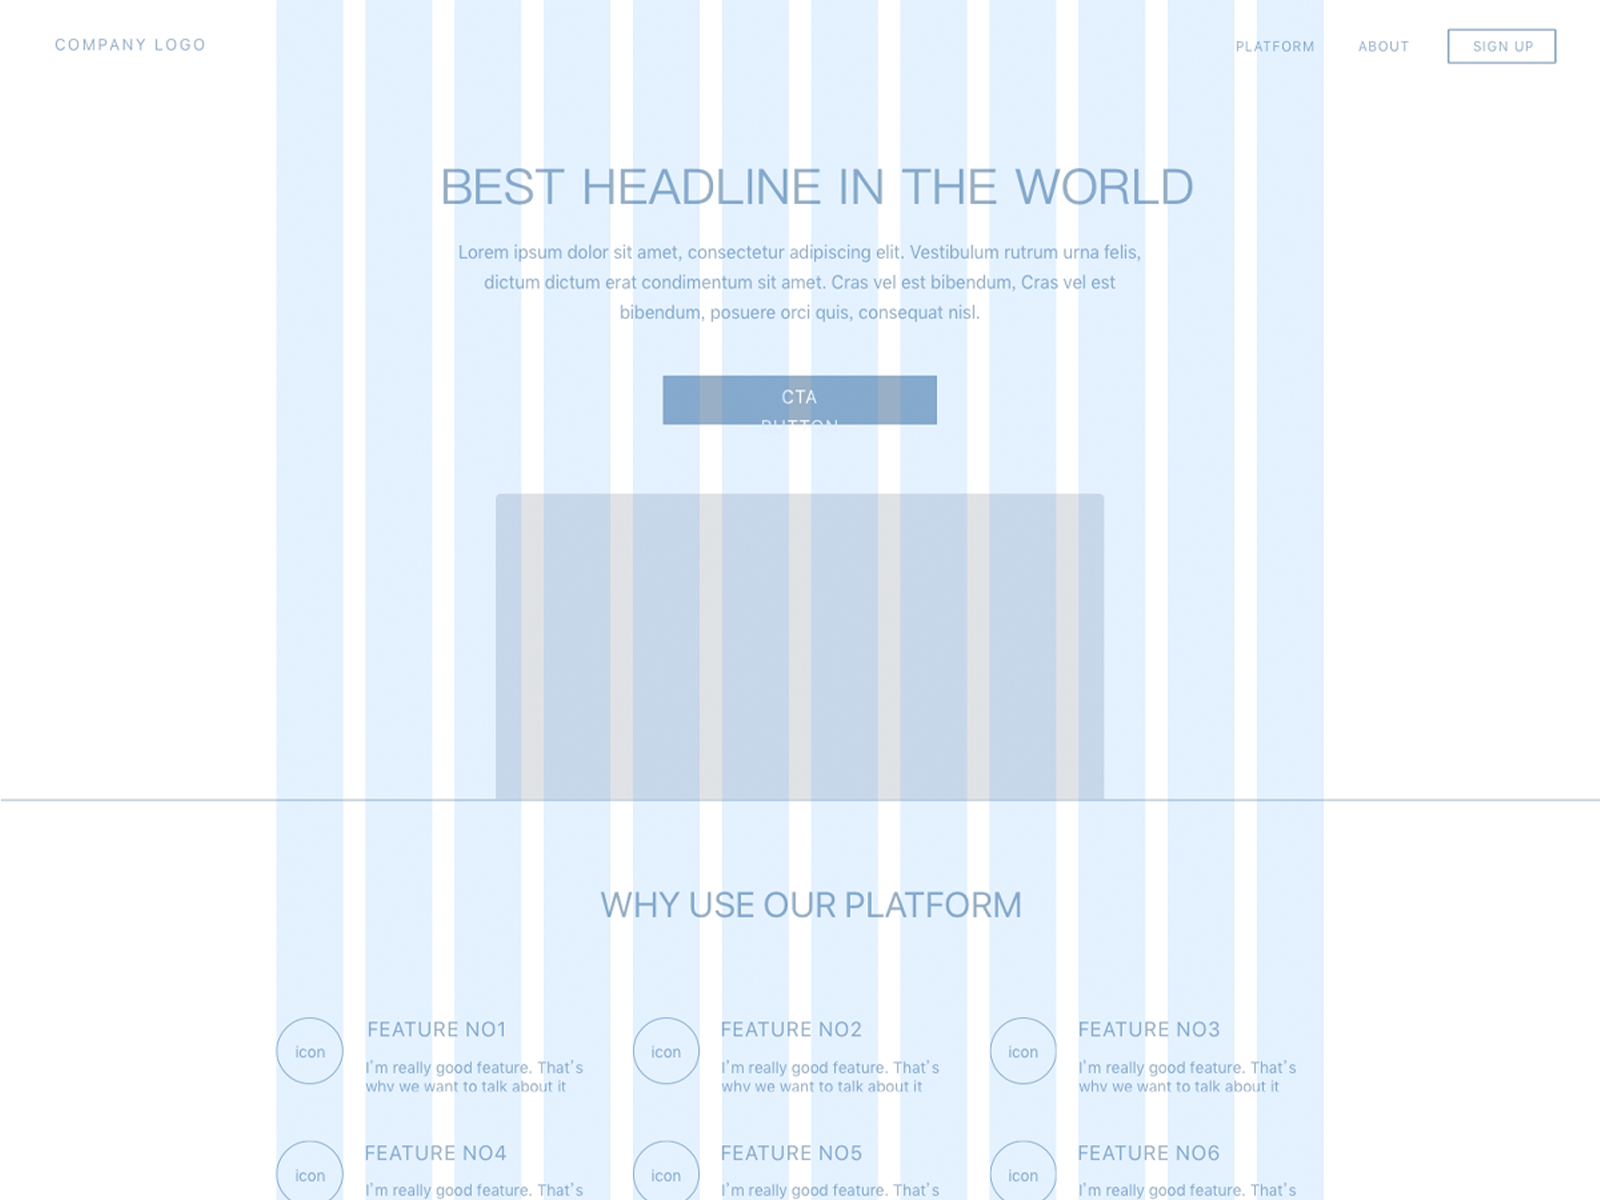 COMPANY LOGO
PLATFORM ABOUT SIGN UP
BEST HEADLINE IN THE WORLD
Lorem ipsum dolor sit amet, consectetur adipiscing elit. Vestibulum rutrum urna felis,
dictum dictum erat condimentum sit amet. Cras vel est bibendum, Cras vel est
bibendum, posuere orci quis, consequat nisl.
CTA
BUTTON
WHY USE OUR PLATFORM
icon
FEATURE NO1
I'm really good feature. That's
why we want to talk about it
icon
FEATURE NO2
I'm really good feature. That's
why we want to talk about it
icon
FEATURE NO3
I'm really good feature. That's
why we want to talk about it
icon
FEATURE NO4
I'm really good feature. That's
icon
FEATURE NO5
I'm really good feature. That's
icon
FEATURE NO6
I'm really good feature. That's